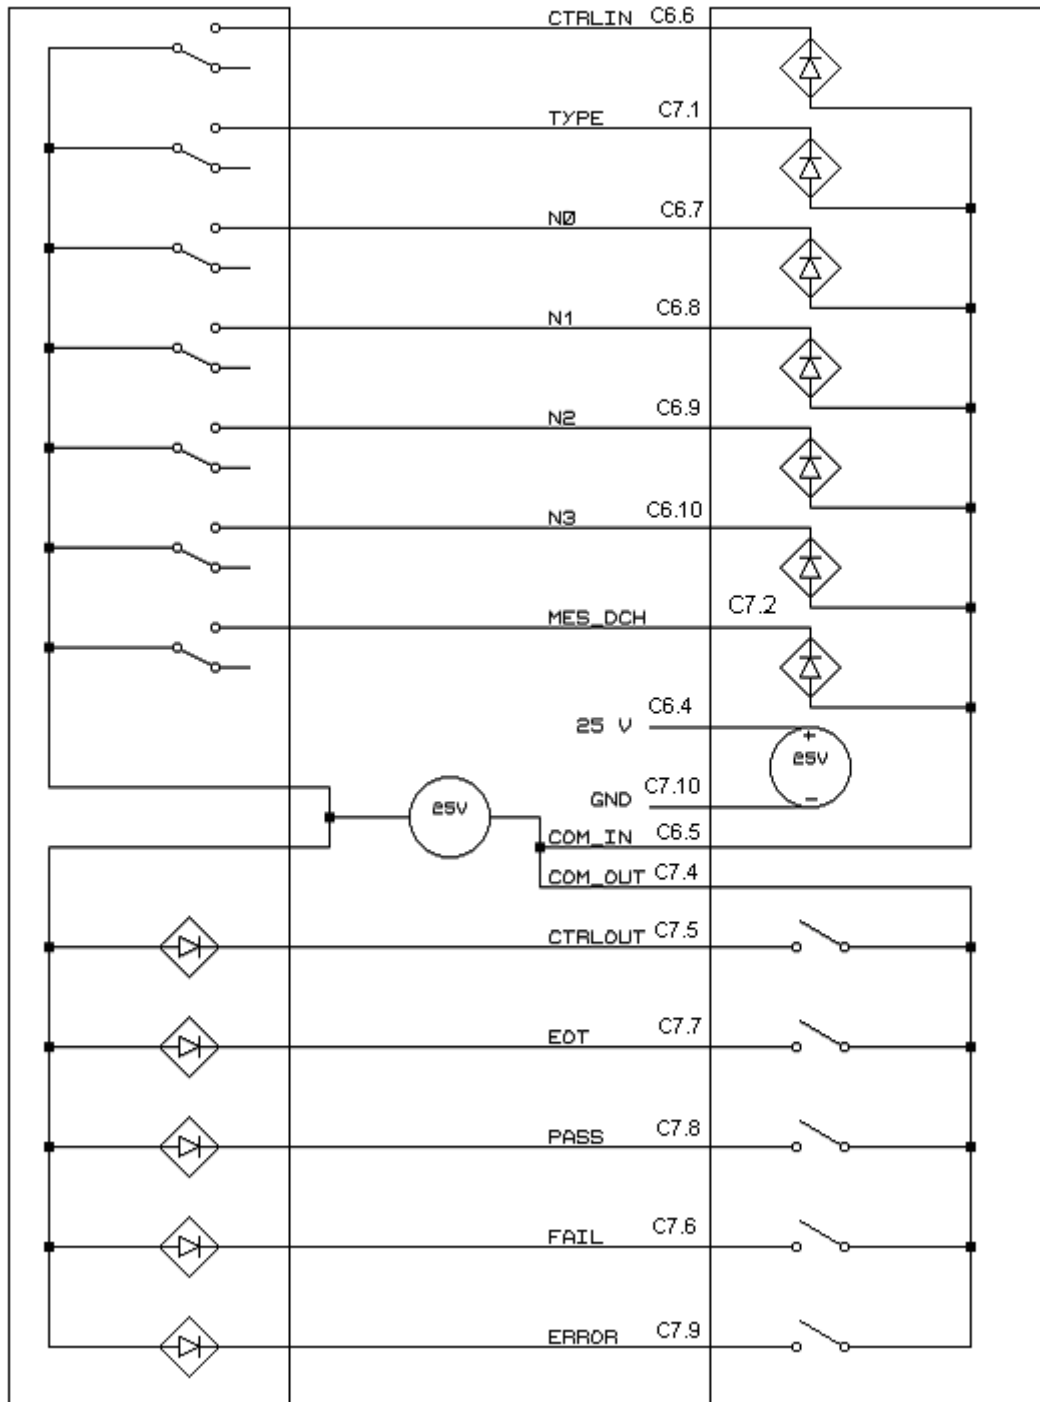 CTRLIN C6.6
TYPE C7.1
NØ C6.7
N1 C6.8
N2 C6.9
N3 C6.10
MES_DCH C7.2
25 V C6.4
+
25V
-
GND C7.10
25V
COM_IN C6.5
COM_OUT C7.4
CTRLOUT C7.5
EOT C7.7
PASS C7.8
FAIL C7.6
ERROR C7.9